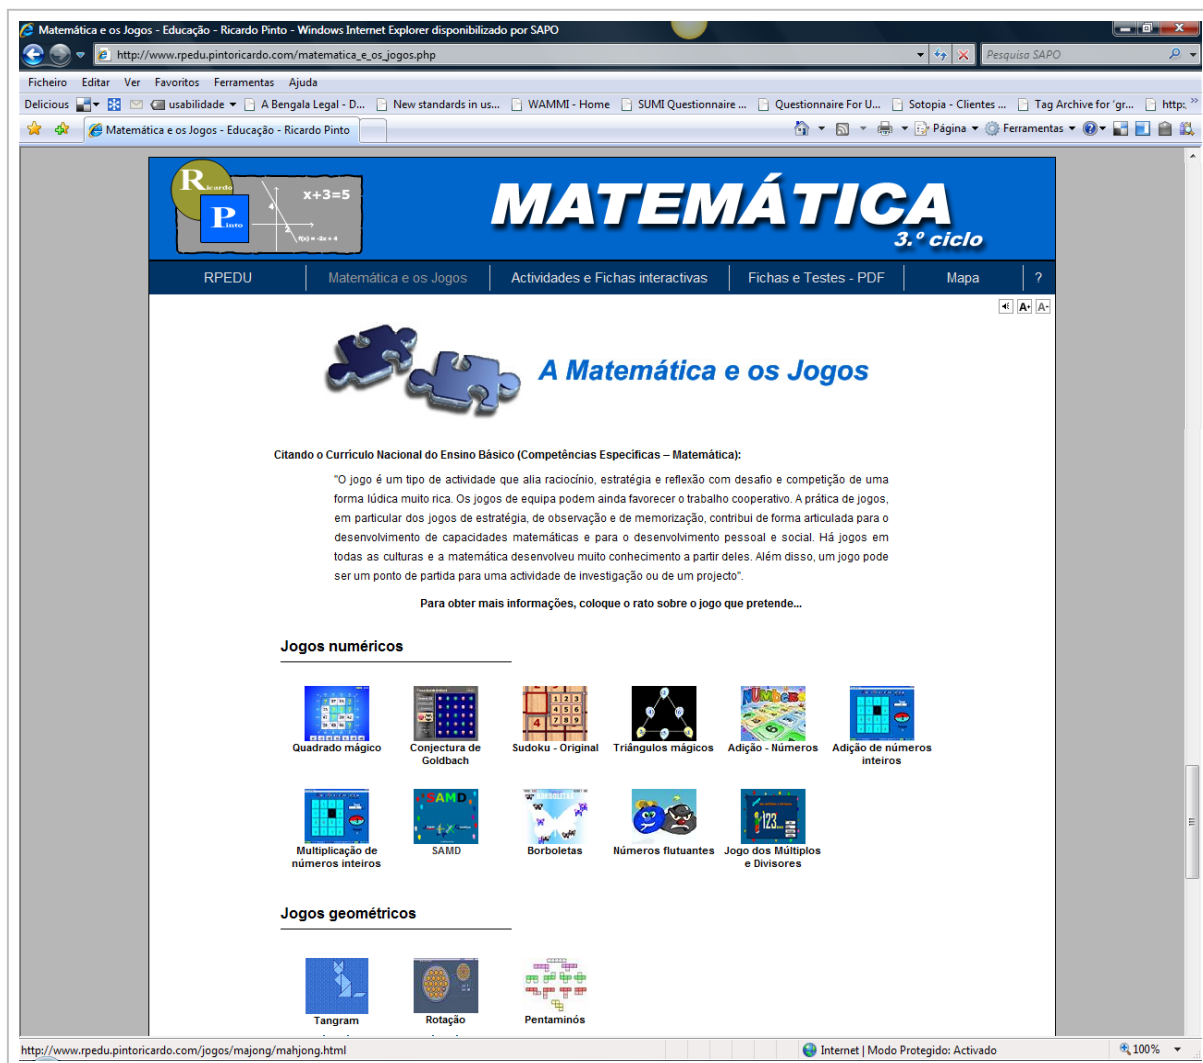 Matemática e os Jogos - Educação - Ricardo Pinto - Windows Internet Explorer disponibilizado por SAPO
http://www.rpedu.pintoricardo.com/matematica_e_os_jogos.php
Pesquisa SAPO
Ficheiro Editar Ver Favoritos Ferramentas Ajuda
Delicious usabilidade A Bengala Legal - D... New standards in us... WAMMI - Home SUMI Questionnaire ... Questionnaire For U... Sotopia - Clientes ... Tag Archive for 'gr... http:
Matemática e os Jogos - Educação - Ricardo Pinto
Página Ferramentas
Ricardo
Pinto
x+3=5
MATEMÁTICA
3.º ciclo
RPEDU Matemática e os Jogos Actividades e Fichas interactivas Fichas e Testes - PDF Mapa ?
A+ A-
A Matemática e os Jogos
Citando o Currículo Nacional do Ensino Básico (Competências Específicas – Matemática):
"O jogo é um tipo de actividade que alia raciocínio, estratégia e reflexão com desafio e competição de uma
forma lúdica muito rica. Os jogos de equipa podem ainda favorecer o trabalho cooperativo. A prática de jogos,
em particular dos jogos de estratégia, de observação e de memorização, contribui de forma articulada para o
desenvolvimento de capacidades matemáticas e para o desenvolvimento pessoal e social. Há jogos em
todas as culturas e a matemática desenvolveu muito conhecimento a partir deles. Além disso, um jogo pode
ser um ponto de partida para uma actividade de investigação ou de um projecto".
Para obter mais informações, coloque o rato sobre o jogo que pretende...
Jogos numéricos
1 2 3
4 5 6
4 7 8 9
NUMBERS
Quadrado mágico Conjectura de Goldbach Sudoku - Original Triângulos mágicos Adição - Números Adição de números inteiros
SAMD
123...
Multiplicação de números inteiros SAMD Borboletas Números flutuantes Jogo dos Múltiplos e Divisores
Jogos geométricos
Tangram Rotação Pentaminós
http://www.rpedu.pintoricardo.com/jogos/majong/mahjong.html
Internet | Modo Protegido: Activado
100%